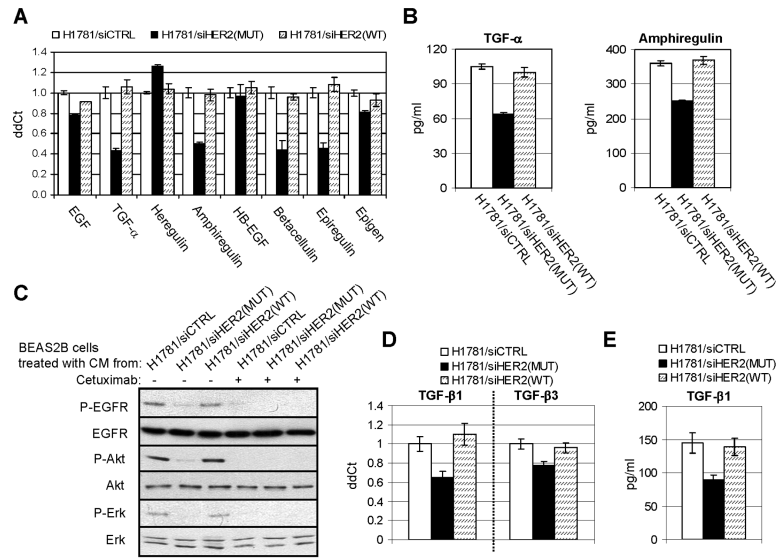 A
H1781/siCTRL H1781/siHER2(MUT) H1781/siHER2(WT)
ddCt
1.4
1.2
1.0
0.8
0.6
0.4
0.2
0.0
EGF
TGF-α
Heregulin
Amphiregulin
HB-EGF
Betacellulin
Epiregulin
Epigen
B
TGF-α
pg/ml
120
90
60
30
0
H1781/siCTRL
H1781/siHER2(MUT)
H1781/siHER2(WT)
Amphiregulin
pg/ml
400
300
200
100
0
H1781/siCTRL
H1781/siHER2(MUT)
H1781/siHER2(WT)
C
BEAS2B cells
treated with CM from:
H1781/siCTRL
H1781/siHER2(MUT)
H1781/siHER2(WT)
H1781/siCTRL
H1781/siHER2(MUT)
H1781/siHER2(WT)
Cetuximab: - - - + + +
P-EGFR
EGFR
P-Akt
Akt
P-Erk
Erk
D
H1781/siCTRL
H1781/siHER2(MUT)
H1781/siHER2(WT)
TGF-β1 TGF-β3
ddCt
1.4
1.2
1
0.8
0.6
0.4
0.2
0
E
H1781/siCTRL
H1781/siHER2(MUT)
H1781/siHER2(WT)
TGF-β1
pg/ml
200
150
100
50
0